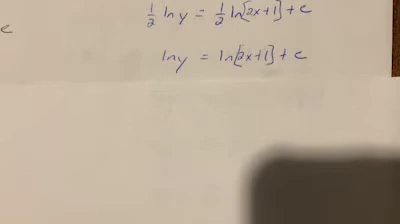 1/2 ln y = 1/2 ln[2x+1] + c
c
ln y = ln[2x+1] + c